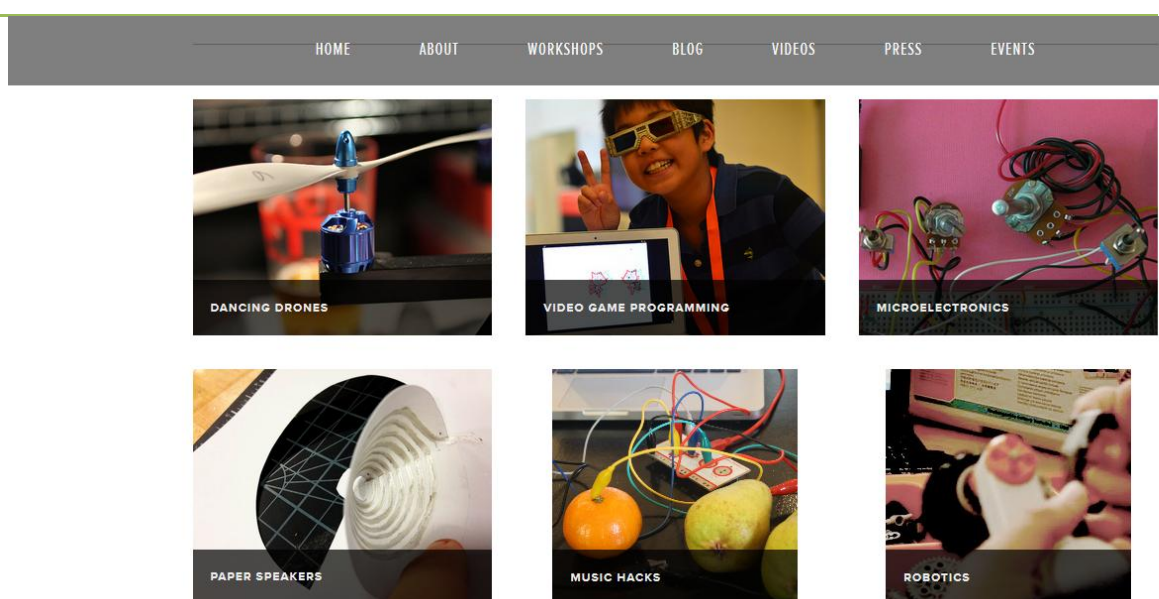 HOME ABOUT WORKSHOPS BLOG VIDEOS PRESS EVENTS
DANCING DRONES
VIDEO GAME PROGRAMMING
MICROELECTRONICS
PAPER SPEAKERS
MUSIC HACKS
ROBOTICS